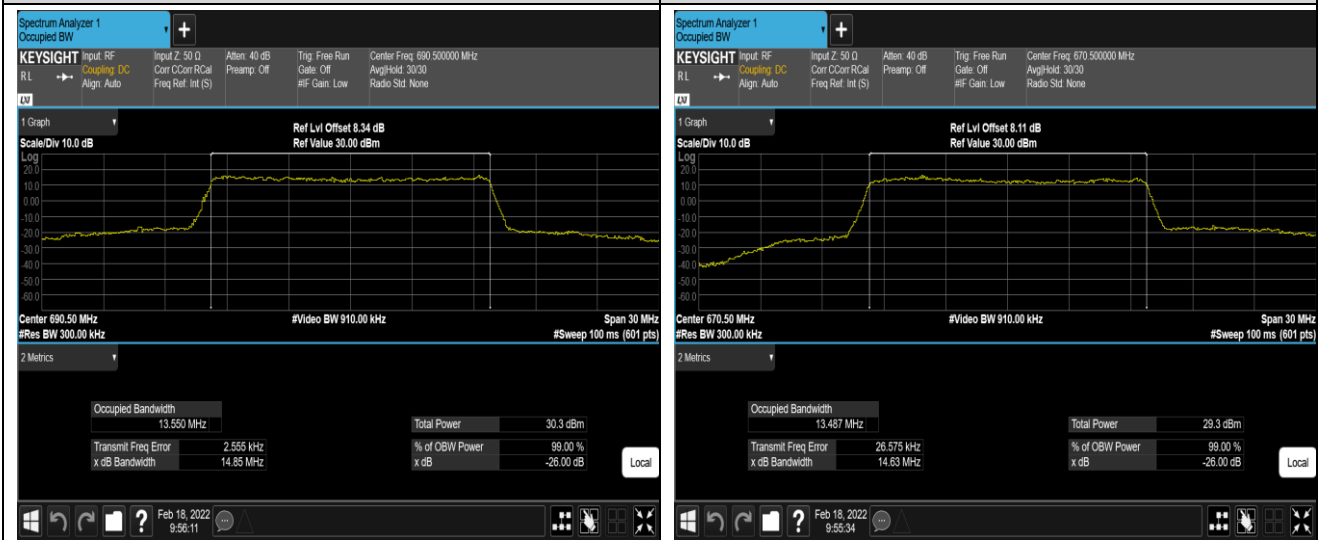 Spectrum Analyzer 1
Occupied BW
+
KEYSIGHT Input: RF Input Z: 50 Ω Atten: 40 dB Trig: Free Run Center Freq: 690.500000 MHz
R L Coupling: DC Corr CCorr RCal Preamp: Off Gate: Off Avg|Hold: 30/30
Align: Auto Freq Ref: Int (S) #IF Gain: Low Radio Std: None
LXI
1 Graph
Ref Lvl Offset 8.34 dB
Scale/Div 10.0 dB Ref Value 30.00 dBm
Log
20.0
10.0
0.00
-10.0
-20.0
-30.0
-40.0
-50.0
-60.0
Center 690.50 MHz #Video BW 910.00 kHz Span 30 MHz
#Res BW 300.00 kHz #Sweep 100 ms (601 pts)
2 Metrics
Occupied Bandwidth
13.550 MHz Total Power 30.3 dBm
Transmit Freq Error 2.555 kHz % of OBW Power 99.00 %
x dB Bandwidth 14.85 MHz x dB -26.00 dB
Local
? Feb 18, 2022
9:56:11
Spectrum Analyzer 1
Occupied BW
+
KEYSIGHT Input: RF Input Z: 50 Ω Atten: 40 dB Trig: Free Run Center Freq: 670.500000 MHz
R L Coupling: DC Corr CCorr RCal Preamp: Off Gate: Off Avg|Hold: 30/30
Align: Auto Freq Ref: Int (S) #IF Gain: Low Radio Std: None
LXI
1 Graph
Ref Lvl Offset 8.11 dB
Scale/Div 10.0 dB Ref Value 30.00 dBm
Log
20.0
10.0
0.00
-10.0
-20.0
-30.0
-40.0
-50.0
-60.0
Center 670.50 MHz #Video BW 910.00 kHz Span 30 MHz
#Res BW 300.00 kHz #Sweep 100 ms (601 pts)
2 Metrics
Occupied Bandwidth
13.487 MHz Total Power 29.3 dBm
Transmit Freq Error 26.575 kHz % of OBW Power 99.00 %
x dB Bandwidth 14.63 MHz x dB -26.00 dB
Local
? Feb 18, 2022
9:55:34